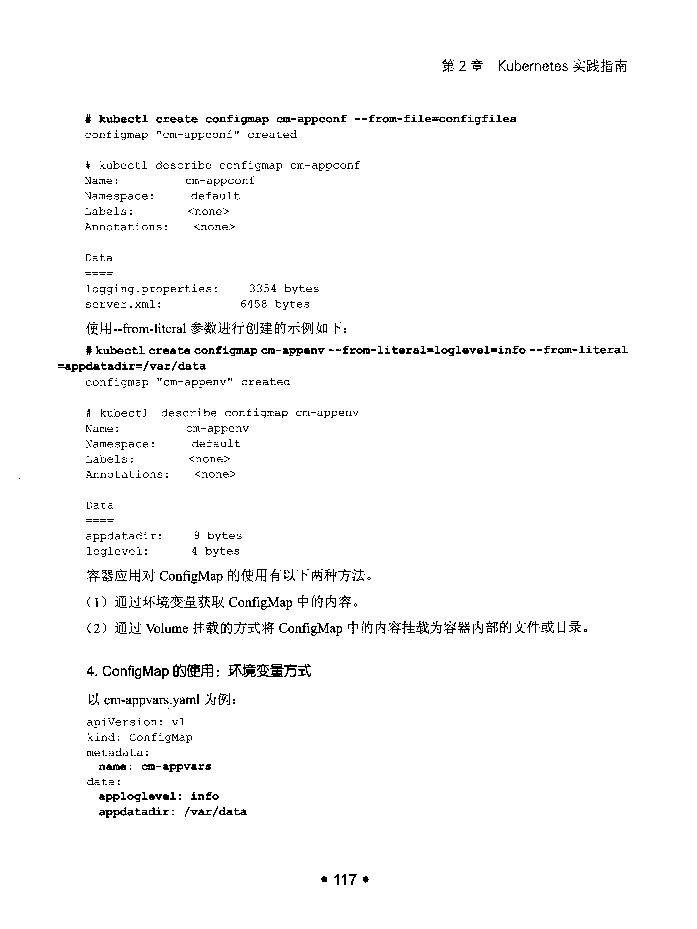 第 2 章 Kubernetes 实践指南
# kubectl create configmap cm-appconf --from-file=configfiles
configmap "cm-appconf" created
# kubectl describe configmap cm-appconf
Name: cm-appconf
Namespace: default
Labels: <none>
Annotations: <none>
Data
====
logging.properties: 3354 bytes
server.xml: 6458 bytes
使用--from-literal 参数进行创建的示例如下：
# kubectl create configmap cm-appenv --from-literal=loglevel=info --from-literal
=appdatadir=/var/data
configmap "cm-appenv" created
# kubectl describe configmap cm-appenv
Name: cm-appenv
Namespace: default
Labels: <none>
Annotations: <none>
Data
====
appdatadir: 9 bytes
loglevel: 4 bytes
容器应用对 ConfigMap 的使用有以下两种方法。
（1）通过环境变量获取 ConfigMap 中的内容。
（2）通过 Volume 挂载的方式将 ConfigMap 中的内容挂载为容器内部的文件或目录。
4. ConfigMap 的使用：环境变量方式
以 cm-appvars.yaml 为例：
apiVersion: v1
kind: ConfigMap
metadata:
name: cm-appvars
data:
apploglevel: info
appdatadir: /var/data
• 117 •